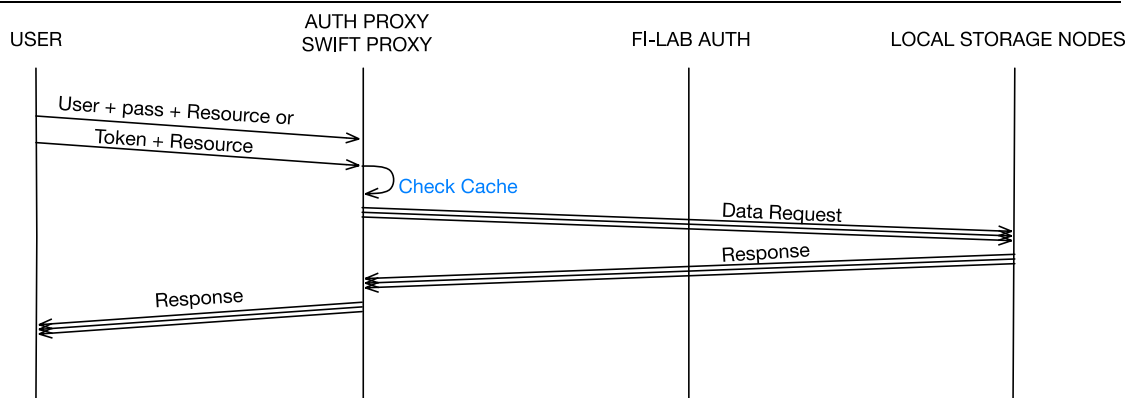 USER
AUTH PROXY
SWIFT PROXY
FI-LAB AUTH
LOCAL STORAGE NODES
User + pass + Resource or
Token + Resource
Check Cache
Data Request
Response
Response